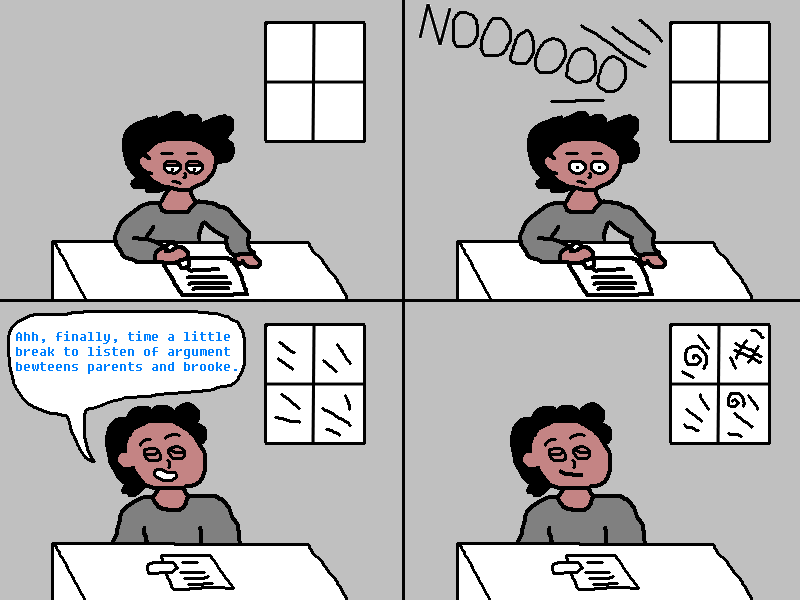 NOOOOOO
Ahh, finally, time a little
break to listen of argument
bewteens parents and brooke.